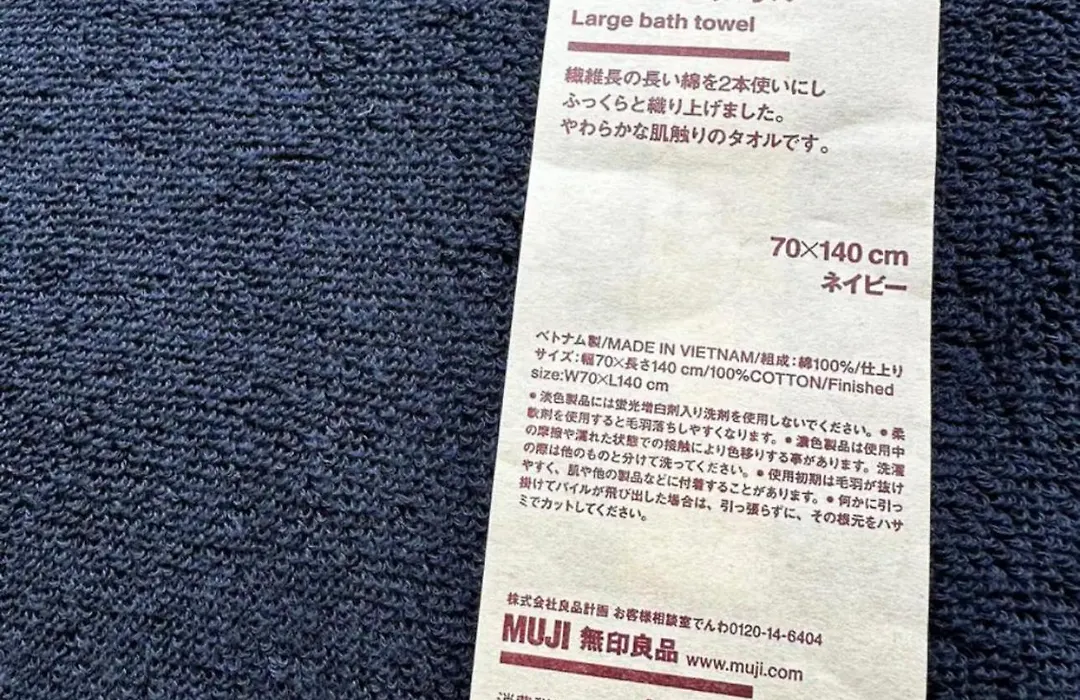 Large bath towel
繊維長の長い綿を2本使いにし
ふっくらと織り上げました。
やわらかな肌触りのタオルです。
70×140 cm
ネイビー
ベトナム製/MADE IN VIETNAM/組成:綿100%/仕上り
サイズ:幅70×長さ140 cm/100%COTTON/Finished
size:W70×L140 cm
●淡色製品には蛍光増白剤入り洗剤を使用しないでください。●柔
軟剤を使用すると毛羽落ちしやすくなります。●濃色製品は使用中
の摩擦や濡れた状態での接触により色移りする事があります。洗濯
の際は他のものと分けて洗ってください。●使用初期は毛羽が抜け
やすく、肌や他の製品などに付着することがあります。●何かに引っ
掛けてパイルが飛び出した場合は、引っ張らずに、その根元をハサ
ミでカットしてください。
株式会社良品計画 お客様相談室でんわ0120-14-6404
MUJI 無印良品 www.muji.com